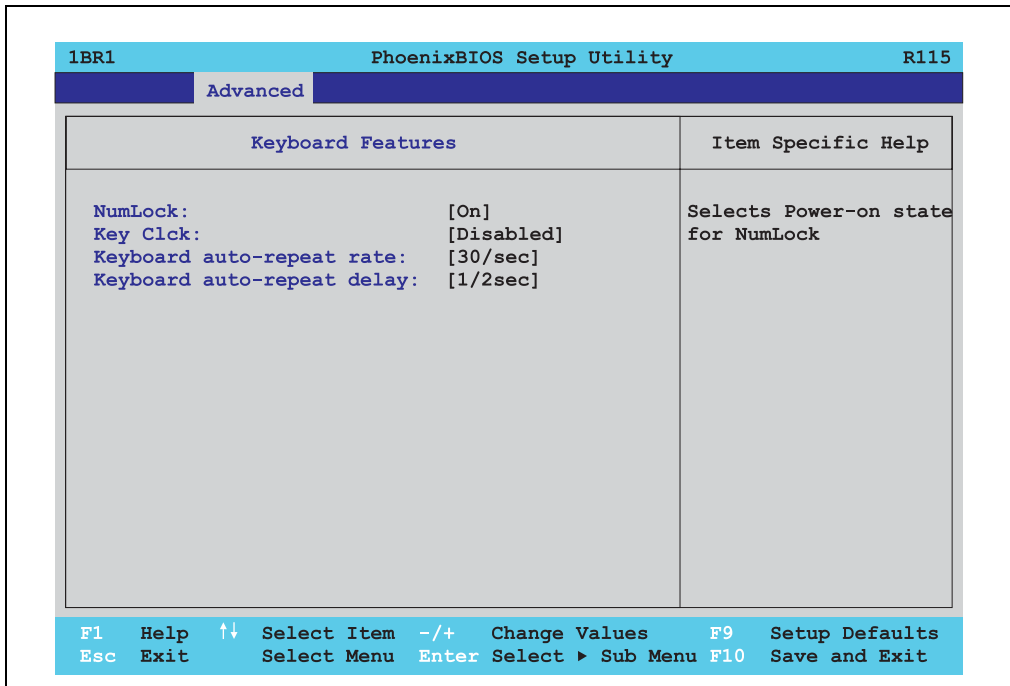 1BR1 PhoenixBIOS Setup Utility R115
Advanced
Keyboard Features Item Specific Help
NumLock: [On] Selects Power-on state
Key Clck: [Disabled] for NumLock
Keyboard auto-repeat rate: [30/sec]
Keyboard auto-repeat delay: [1/2sec]
F1 Help ↑↓ Select Item -/+ Change Values F9 Setup Defaults
Esc Exit Select Menu Enter Select ▶ Sub Menu F10 Save and Exit